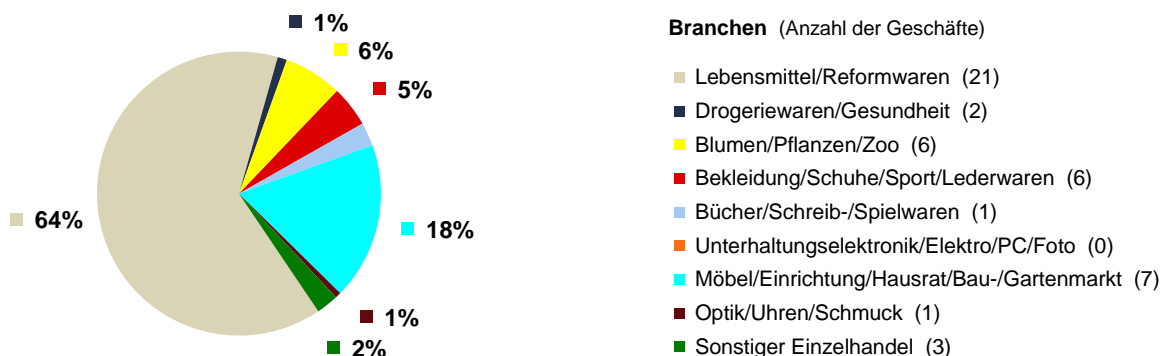 1%
6%
5%
64%
18%
1%
2%
Branchen (Anzahl der Geschäfte)
Lebensmittel/Reformwaren (21)
Drogeriewaren/Gesundheit (2)
Blumen/Pflanzen/Zoo (6)
Bekleidung/Schuhe/Sport/Lederwaren (6)
Bücher/Schreib-/Spielwaren (1)
Unterhaltungselektronik/Elektro/PC/Foto (0)
Möbel/Einrichtung/Hausrat/Bau-/Gartenmarkt (7)
Optik/Uhren/Schmuck (1)
Sonstiger Einzelhandel (3)